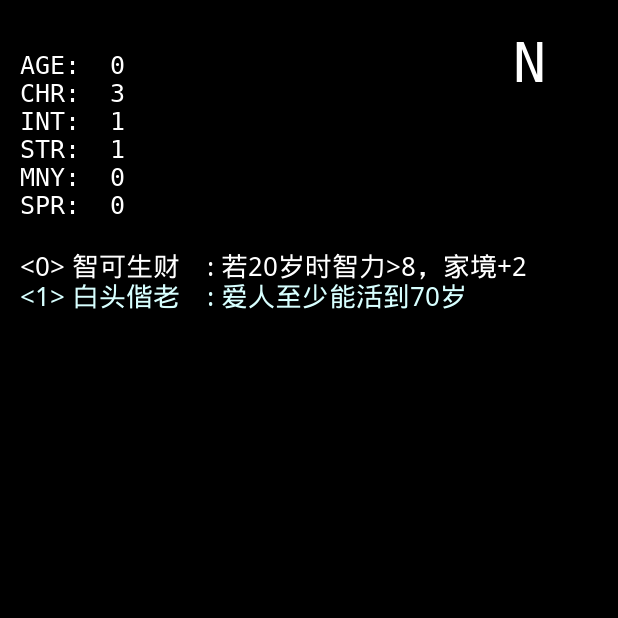 N
AGE: 0
CHR: 3
INT: 1
STR: 1
MNY: 0
SPR: 0
<0> 智可生财 : 若20岁时智力>8，家境+2
<1> 白头偕老 : 爱人至少能活到70岁